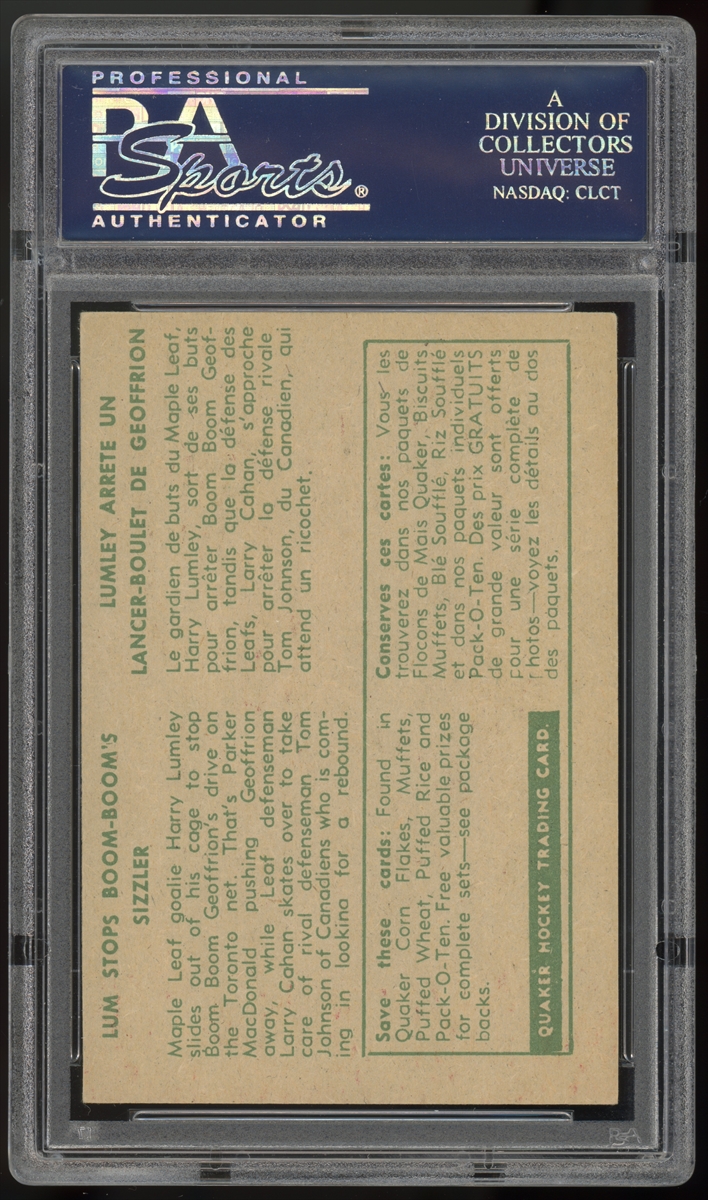 PROFESSIONAL
PSA
Sports®
AUTHENTICATOR
A
DIVISION OF
COLLECTORS
UNIVERSE
NASDAQ: CLCT
LUM STOPS BOOM-BOOM'S
SIZZLER
Maple Leaf goalie Harry Lumley
slides out of his cage to stop
Boom Boom Geoffrion's drive on
the Toronto net. That's Parker
MacDonald pushing Geoffrion
away, while Leaf defenseman
Larry Cahan skates over to take
care of rival defenseman Tom
Johnson of Canadiens who is com-
ing in looking for a rebound.
LUMLEY ARRETE UN
LANCER-BOULET DE GEOFFRION
Le gardien de buts du Maple Leaf,
Harry Lumley, sort de ses buts
pour arrêter Boom Boom Geof-
frion, tandis que la défense des
Leafs, Larry Cahan, s'approche
pour arrêter la défense rivale
Tom Johnson, du Canadien, qui
attend un ricochet.
Save these cards: Found in
Quaker Corn Flakes, Muffets,
Puffed Wheat, Puffed Rice and
Pack-O-Ten. Free valuable prizes
for complete sets—see package
backs.
QUAKER HOCKEY TRADING CARD.
Conserves ces cartes: Vous les
trouverez dans nos paquets de
Flocons de Mais Quaker, Biscuits
Muffets, Blé Soufflé, Riz Soufflé,
et dans nos paquets individuels
Pack-O-Ten. Des prix GRATUITS
de grande valeur sont offerts
pour une série complète de
photos—voyez les détails au dos
des paquets.
PSA